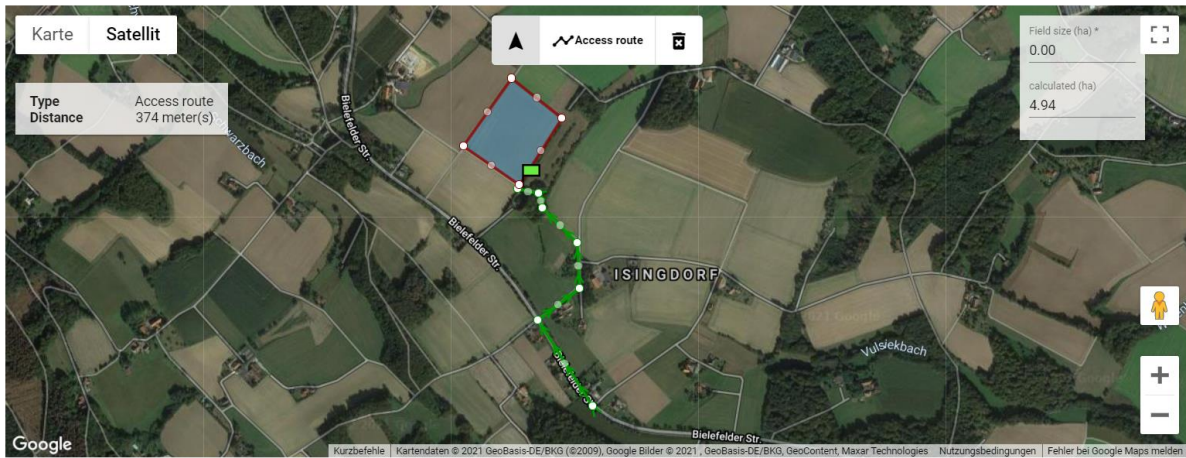 Karte Satellit
Access route
Field size (ha) *
0.00
calculated (ha)
4.94
Type Access route
Distance 374 meter(s)
Bielefelder Str.
Bielefelder Str.
ISINGDORF
Vulsiekbach
Bielefelder Str.
Google
Kurzbefehle Kartendaten © 2021 GeoBasis-DE/BKG (©2009), Google Bilder © 2021 , GeoBasis-DE/BKG, GeoContent, Maxar Technologies Nutzungsbedingungen Fehler bei Google Maps melden